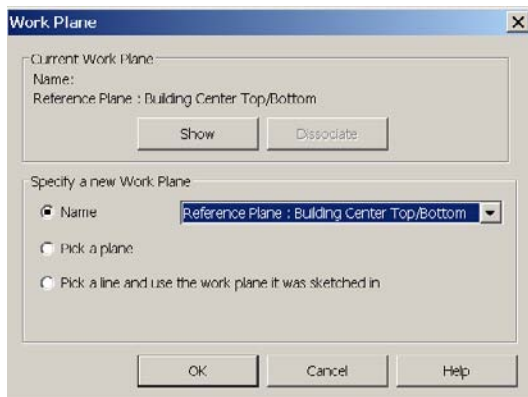 Work Plane
Current Work Plane
Name:
Reference Plane : Building Center Top/Bottom
Show
Dissociate
Specify a new Work Plane
Name
Reference Plane : Building Center Top/Bottom
Pick a plane
Pick a line and use the work plane it was sketched in
OK
Cancel
Help